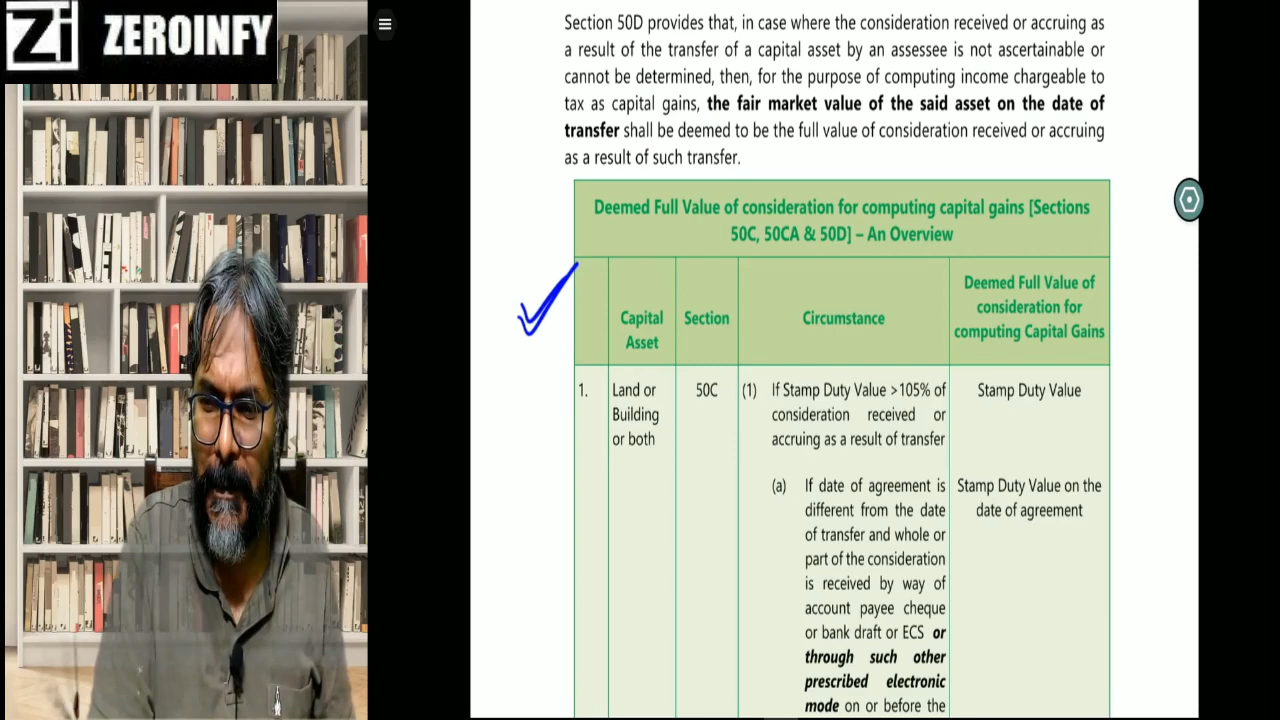 Zi ZEROINFY
Section 50D provides that, in case where the consideration received or accruing as
a result of the transfer of a capital asset by an assessee is not ascertainable or
cannot be determined, then, for the purpose of computing income chargeable to
tax as capital gains, the fair market value of the said asset on the date of
transfer shall be deemed to be the full value of consideration received or accruing
as a result of such transfer.
Deemed Full Value of consideration for computing capital gains [Sections
50C, 50CA & 50D] – An Overview
Capital
Asset
Section
Circumstance
Deemed Full Value of
consideration for
computing Capital Gains
1.
Land or
Building
or both
50C
(1) If Stamp Duty Value >105% of
consideration received or
accruing as a result of transfer
Stamp Duty Value
(a) If date of agreement is
different from the date
of transfer and whole or
part of the consideration
is received by way of
account payee cheque
or bank draft or ECS or
through such other
prescribed electronic
mode on or before the
Stamp Duty Value on the
date of agreement